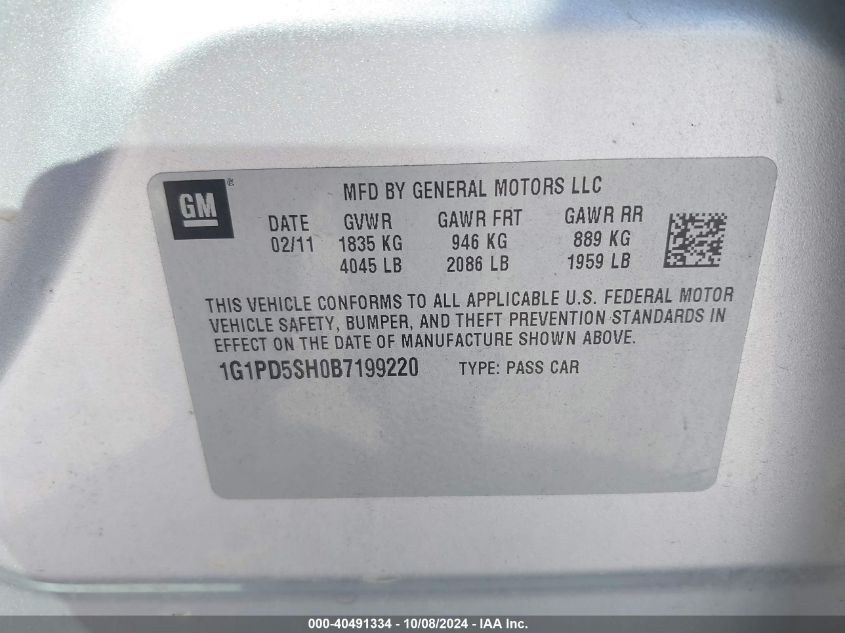 GM®
MFD BY GENERAL MOTORS LLC
DATE GVWR GAWR FRT GAWR RR
02/11 1835 KG 946 KG 889 KG
4045 LB 2086 LB 1959 LB
THIS VEHICLE CONFORMS TO ALL APPLICABLE U.S. FEDERAL MOTOR
VEHICLE SAFETY, BUMPER, AND THEFT PREVENTION STANDARDS IN
EFFECT ON THE DATE OF MANUFACTURE SHOWN ABOVE.
1G1PD5SH0B7199220 TYPE: PASS CAR
000-40491334 - 10/08/2024 - IAA Inc.